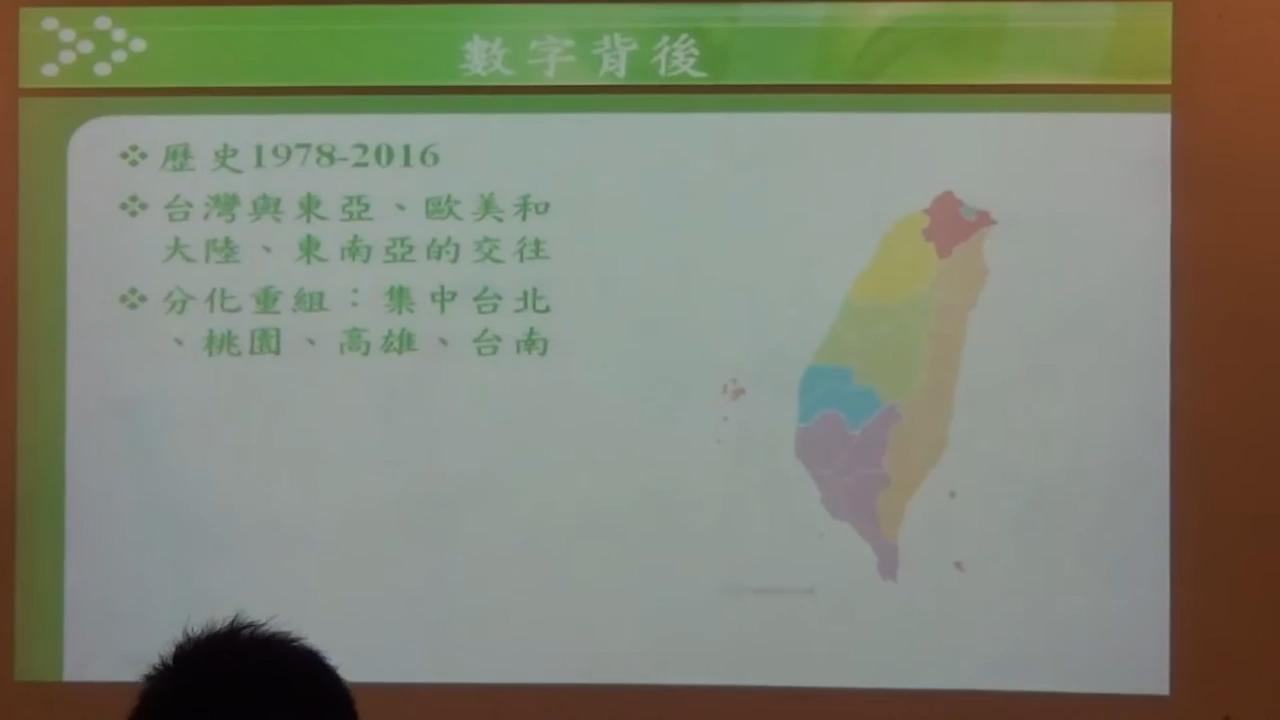 數字背後
歷史1978-2016
台灣與東亞、歐美和
大陸、東南亞的交往
分化重組：集中台北
、桃園、高雄、台南